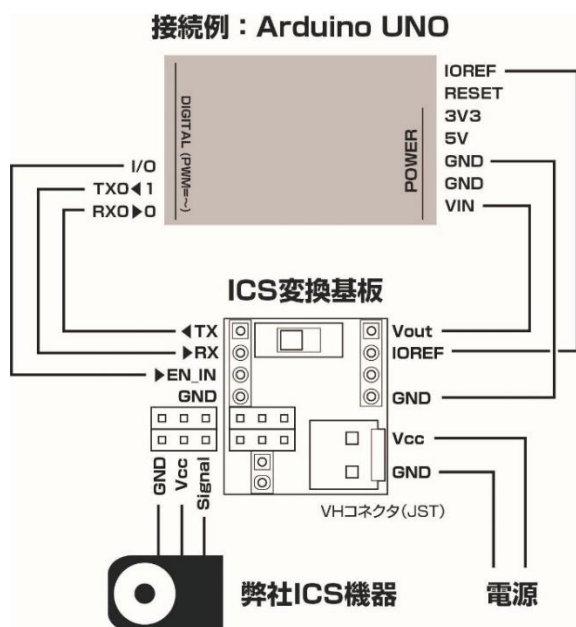 接続例：Arduino UNO
IOREF
RESET
3V3
5V
GND
GND
VIN
POWER
DIGITAL (PWM=~)
I/O
TX0◀1
RX0▶0
ICS変換基板
◀TX
▶RX
▶EN_IN
GND
Vout
IOREF
GND
Vcc
GND
VHコネクタ(JST)
GND
Vcc
Signal
弊社ICS機器
電源